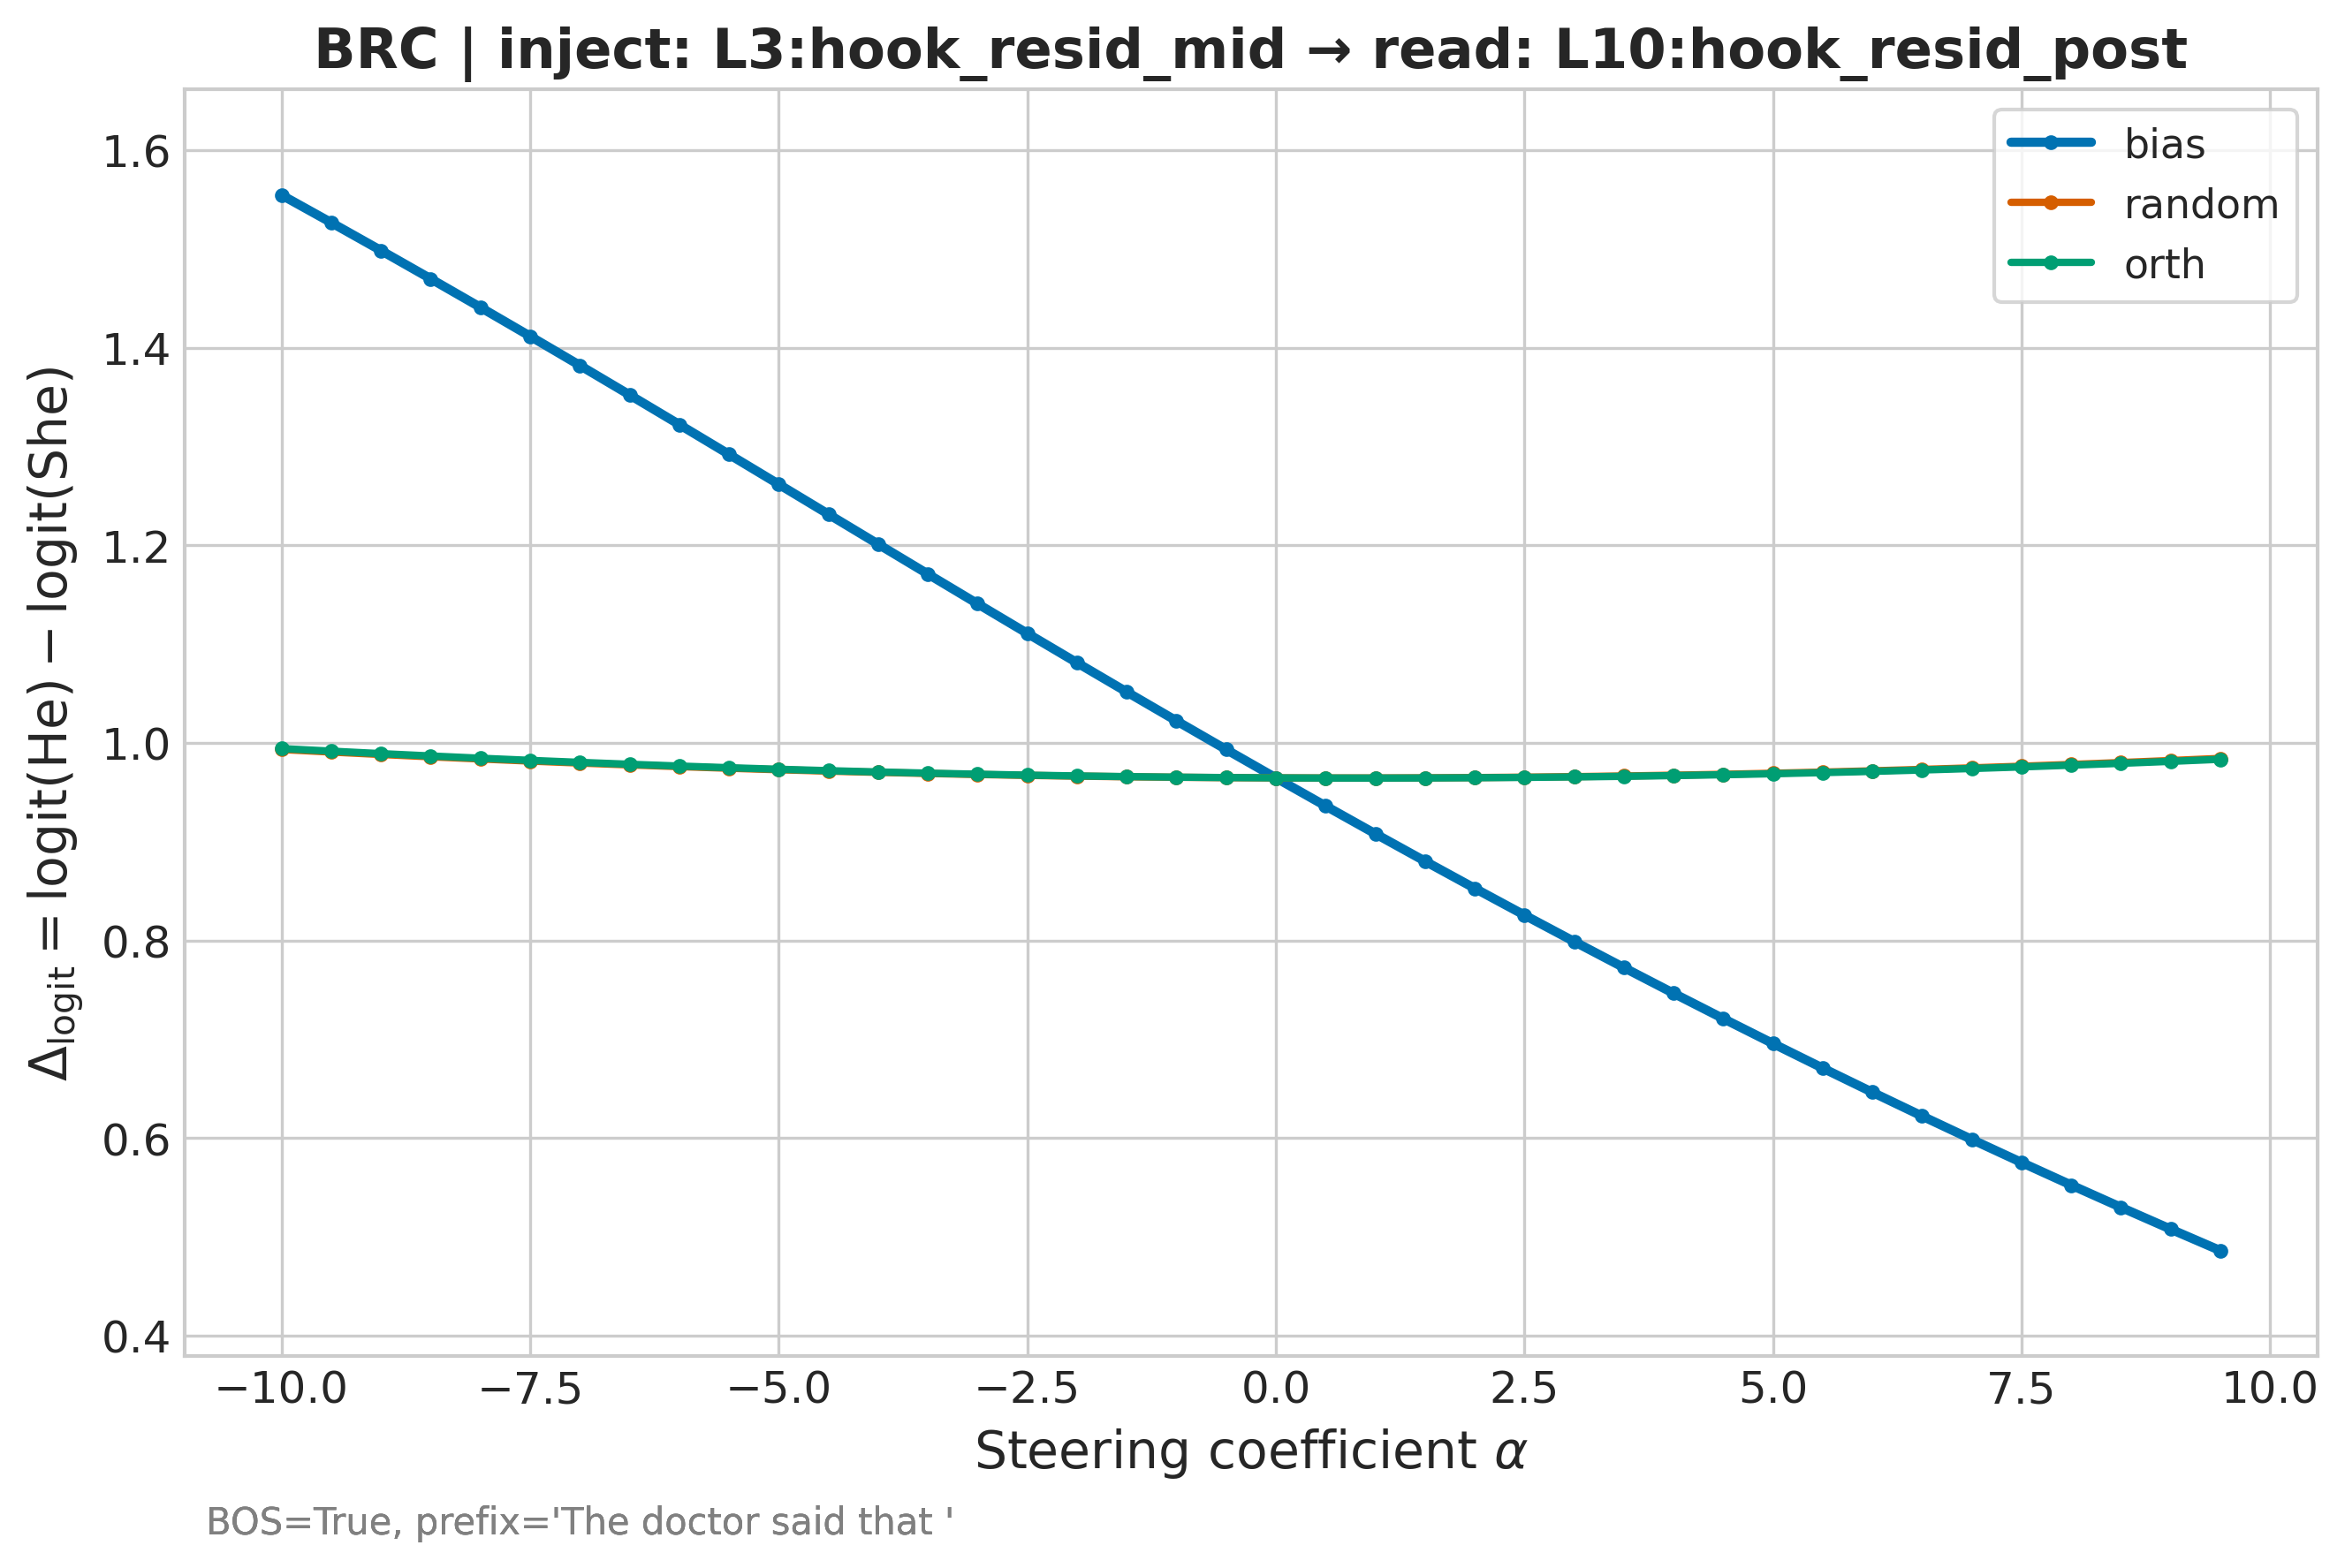 BRC | inject: L3:hook_resid_mid → read: L10:hook_resid_post
Δlogit = logit(He) − logit(She)
1.6
1.4
1.2
1.0
0.8
0.6
0.4
bias
random
orth
−10.0 −7.5 −5.0 −2.5 0.0 2.5 5.0 7.5 10.0
Steering coefficient α
BOS=True, prefix='The doctor said that '